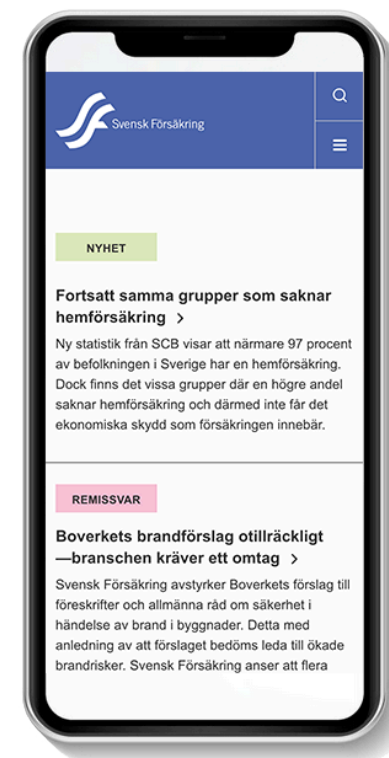 Svensk Försäkring
NYHET
Fortsatt samma grupper som saknar
hemförsäkring >
Ny statistik från SCB visar att närmare 97 procent
av befolkningen i Sverige har en hemförsäkring.
Dock finns det vissa grupper där en högre andel
saknar hemförsäkring och därmed inte får det
ekonomiska skydd som försäkringen innebär.
REMISSVAR
Boverkets brandförslag otillräckligt
—branschen kräver ett omtag >
Svensk Försäkring avstyrker Boverkets förslag till
föreskrifter och allmänna råd om säkerhet i
händelse av brand i byggnader. Detta med
anledning av att förslaget bedöms leda till ökade
brandrisker. Svensk Försäkring anser att flera